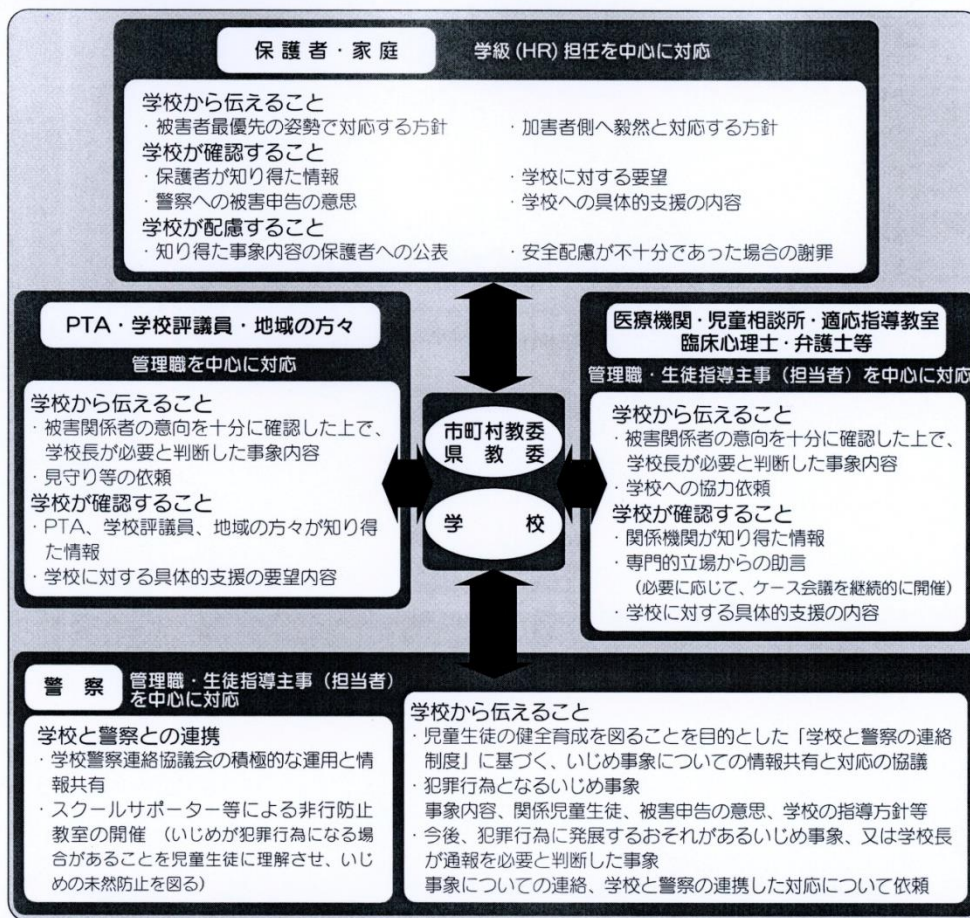 保護者・家庭 学級(HR)担任を中心に対応
学校から伝えること
・被害者最優先の姿勢で対応する方針 ・加害者側へ毅然と対応する方針
学校が確認すること
・保護者が知り得た情報 ・学校に対する要望
・警察への被害申告の意思 ・学校への具体的支援の内容
学校が配慮すること
・知り得た事象内容の保護者への公表 ・安全配慮が不十分であった場合の謝罪
PTA・学校評議員・地域の方々
管理職を中心に対応
学校から伝えること
・被害関係者の意向を十分に確認した上で、
学校長が必要と判断した事象内容
・見守り等の依頼
学校が確認すること
・PTA、学校評議員、地域の方々が知り得
た情報
・学校に対する具体的支援の要望内容
市町村教委
県教委
学校
医療機関・児童相談所・適応指導教室
臨床心理士・弁護士等
管理職・生徒指導主事(担当者)を中心に対応
学校から伝えること
・被害関係者の意向を十分に確認した上で、
学校長が必要と判断した事象内容
・学校への協力依頼
学校が確認すること
・関係機関が知り得た情報
・専門的立場からの助言
(必要に応じて、ケース会議を継続的に開催)
・学校に対する具体的支援の内容
警察 管理職・生徒指導主事(担当者)
を中心に対応
学校と警察との連携
・学校警察連絡協議会の積極的な運用と情
報共有
・スクールサポーター等による非行防止
教室の開催 (いじめが犯罪行為になる場
合があることを児童生徒に理解させ、いじ
めの未然防止を図る)
学校から伝えること
・児童生徒の健全育成を図ることを目的とした「学校と警察の連絡
制度」に基づく、いじめ事象についての情報共有と対応の協議
・犯罪行為となるいじめ事象
事象内容、関係児童生徒、被害申告の意思、学校の指導方針等
・今後、犯罪行為に発展するおそれがあるいじめ事象、又は学校長
が通報を必要と判断した事象
事象についての連絡、学校と警察の連携した対応について依頼